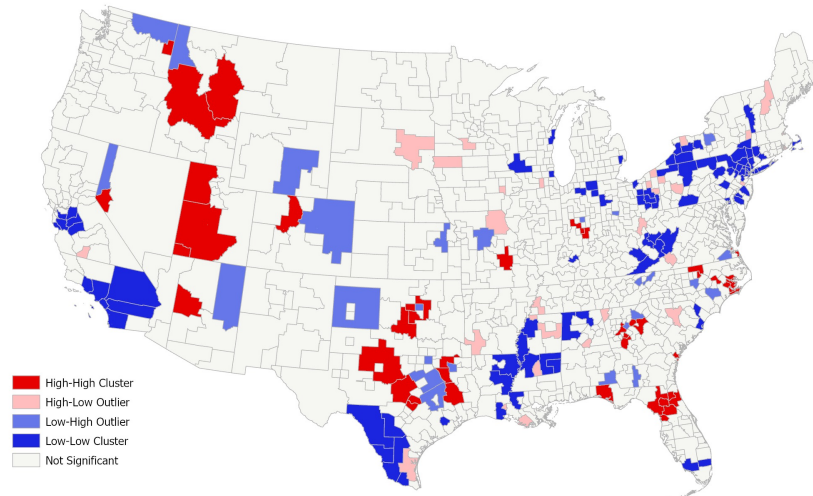 High-High Cluster
High-Low Outlier
Low-High Outlier
Low-Low Cluster
Not Significant